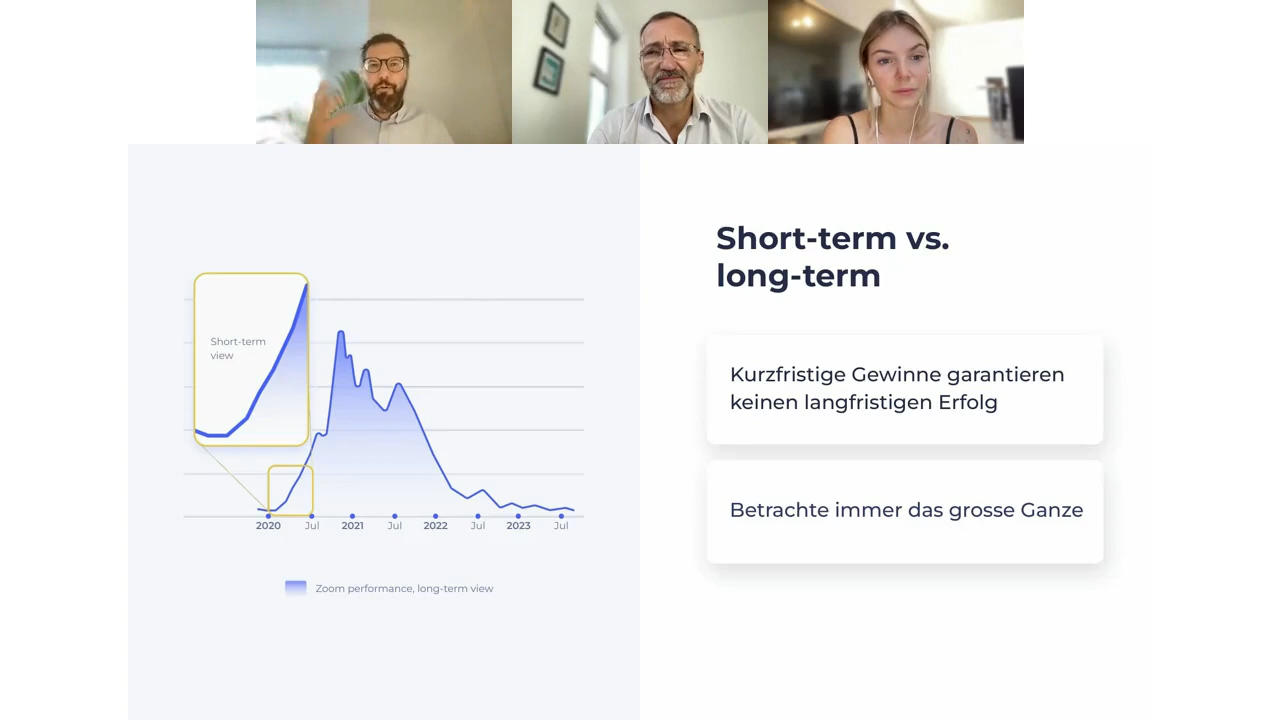 Short-term vs.
long-term
Short-term
view
2020 Jul 2021 Jul 2022 Jul 2023 Jul
Zoom performance, long-term view
Kurzfristige Gewinne garantieren
keinen langfristigen Erfolg
Betrachte immer das grosse Ganze